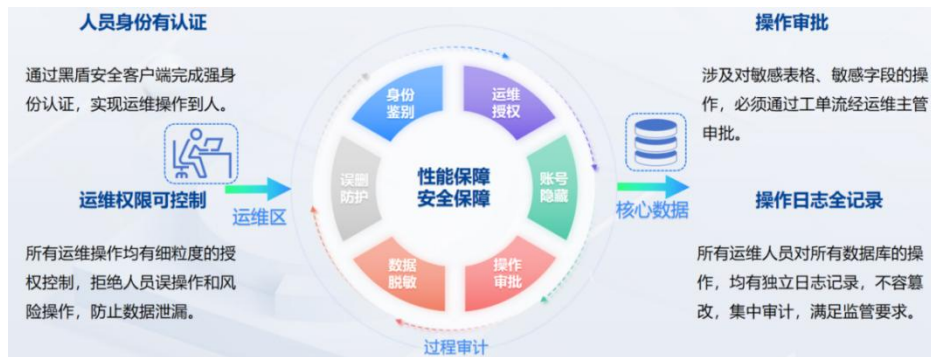 人员身份有认证
通过黑盾安全客户端完成强身
份认证，实现运维操作到人。
运维权限可控制
所有运维操作均有细粒度的授
权控制，拒绝人员误操作和风
险操作，防止数据泄漏。
运维区
身份
鉴别
运维
授权
账号
隐藏
操作
审批
数据
脱敏
误删
防护
性能保障
安全保障
过程审计
核心数据
操作审批
涉及对敏感表格、敏感字段的操
作，必须通过工单流经运维主管
审批。
操作日志全记录
所有运维人员对所有数据库的操
作，均有独立日志记录，不容篡
改，集中审计，满足监管要求。